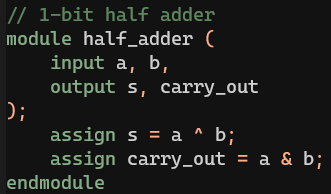 // 1-bit half adder
module half_adder (
    input a, b,
    output s, carry_out
);
    assign s = a ^ b;
    assign carry_out = a & b;
endmodule